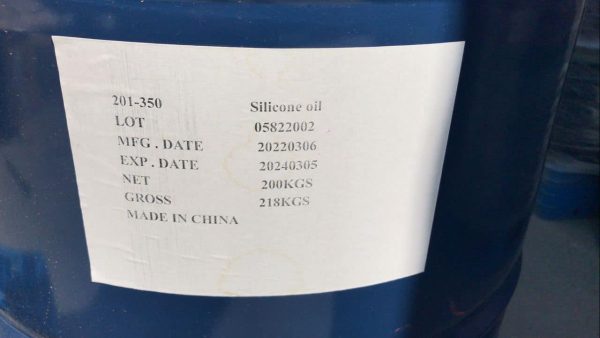 201-350 Silicone oil
LOT 05822002
MFG . DATE 20220306
EXP . DATE 20240305
NET 200KGS
GROSS 218KGS
MADE IN CHINA